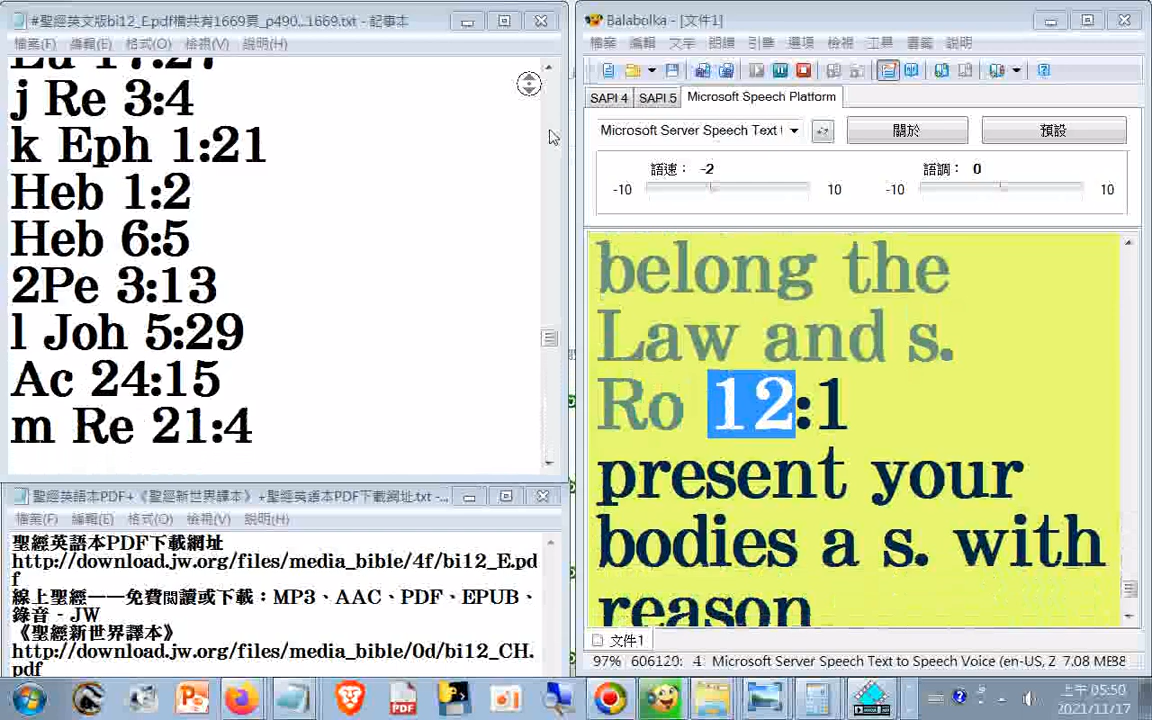 #聖經英文版bi12_E.pdf檔共有1669頁_p490...1669.txt - 記事本
檔案(F) 編輯(E) 格式(O) 檢視(V) 說明(H)
Lu 17:27
j Re 3:4
k Eph 1:21
Heb 1:2
Heb 6:5
2Pe 3:13
l Joh 5:29
Ac 24:15
m Re 21:4
聖經英語本PDF+《聖經新世界譯本》+聖經英語本PDF下載網址.txt -...
檔案(F) 編輯(E) 格式(O) 檢視(V) 說明(H)
聖經英語本PDF下載網址
http://download.jw.org/files/media_bible/4f/bi12_E.pd
f
線上聖經——免費閱讀或下載：MP3、AAC、PDF、EPUB、
錄音 - JW
《聖經新世界譯本》
http://download.jw.org/files/media_bible/0d/bi12_CH.
pdf
Balabolka - [文件1]
檔案 編輯 文字 朗讀 引擎 選項 檢視 工具 書籤 說明
SAPI 4 SAPI 5 Microsoft Speech Platform
Microsoft Server Speech Text 關於 預設
語速： -2 語調： 0
-10 10 -10 10
belong the
Law and s.
Ro 12:1
present your
bodies a s. with
reason
文件1
97% 606120: 4: Microsoft Server Speech Text to Speech Voice (en-US, Z 7.08 MB
PDF
上午 05:50
2021/11/17